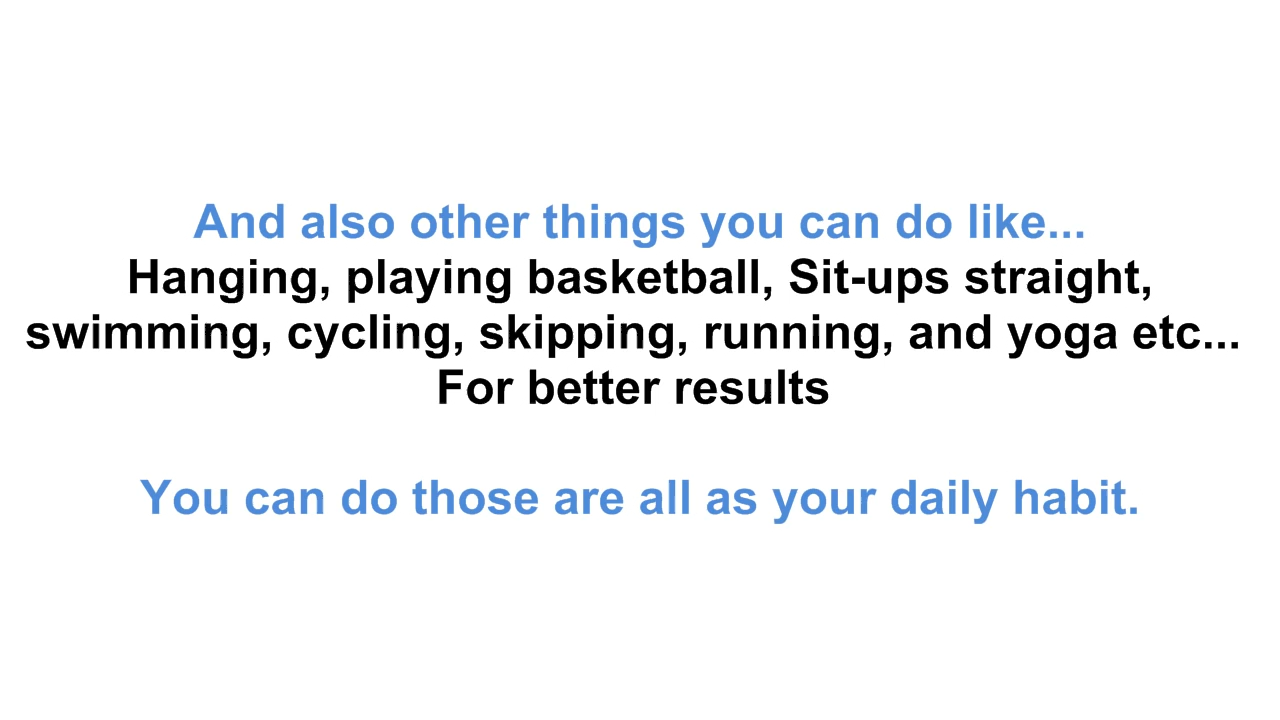 And also other things you can do like...
Hanging, playing basketball, Sit-ups straight,
swimming, cycling, skipping, running, and yoga etc...
For better results
You can do those are all as your daily habit.